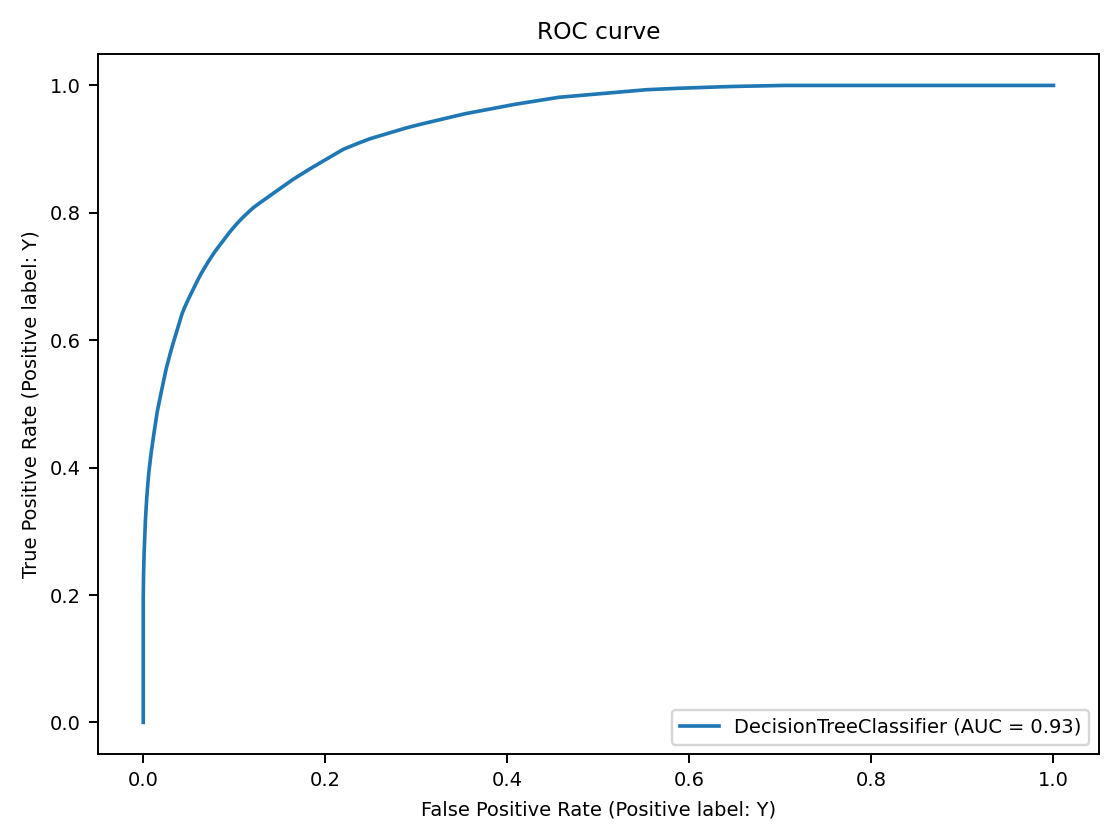 ROC curve
1.0
0.8
0.6
0.4
0.2
0.0
True Positive Rate (Positive label: Y)
DecisionTreeClassifier (AUC = 0.93)
0.0 0.2 0.4 0.6 0.8 1.0
False Positive Rate (Positive label: Y)